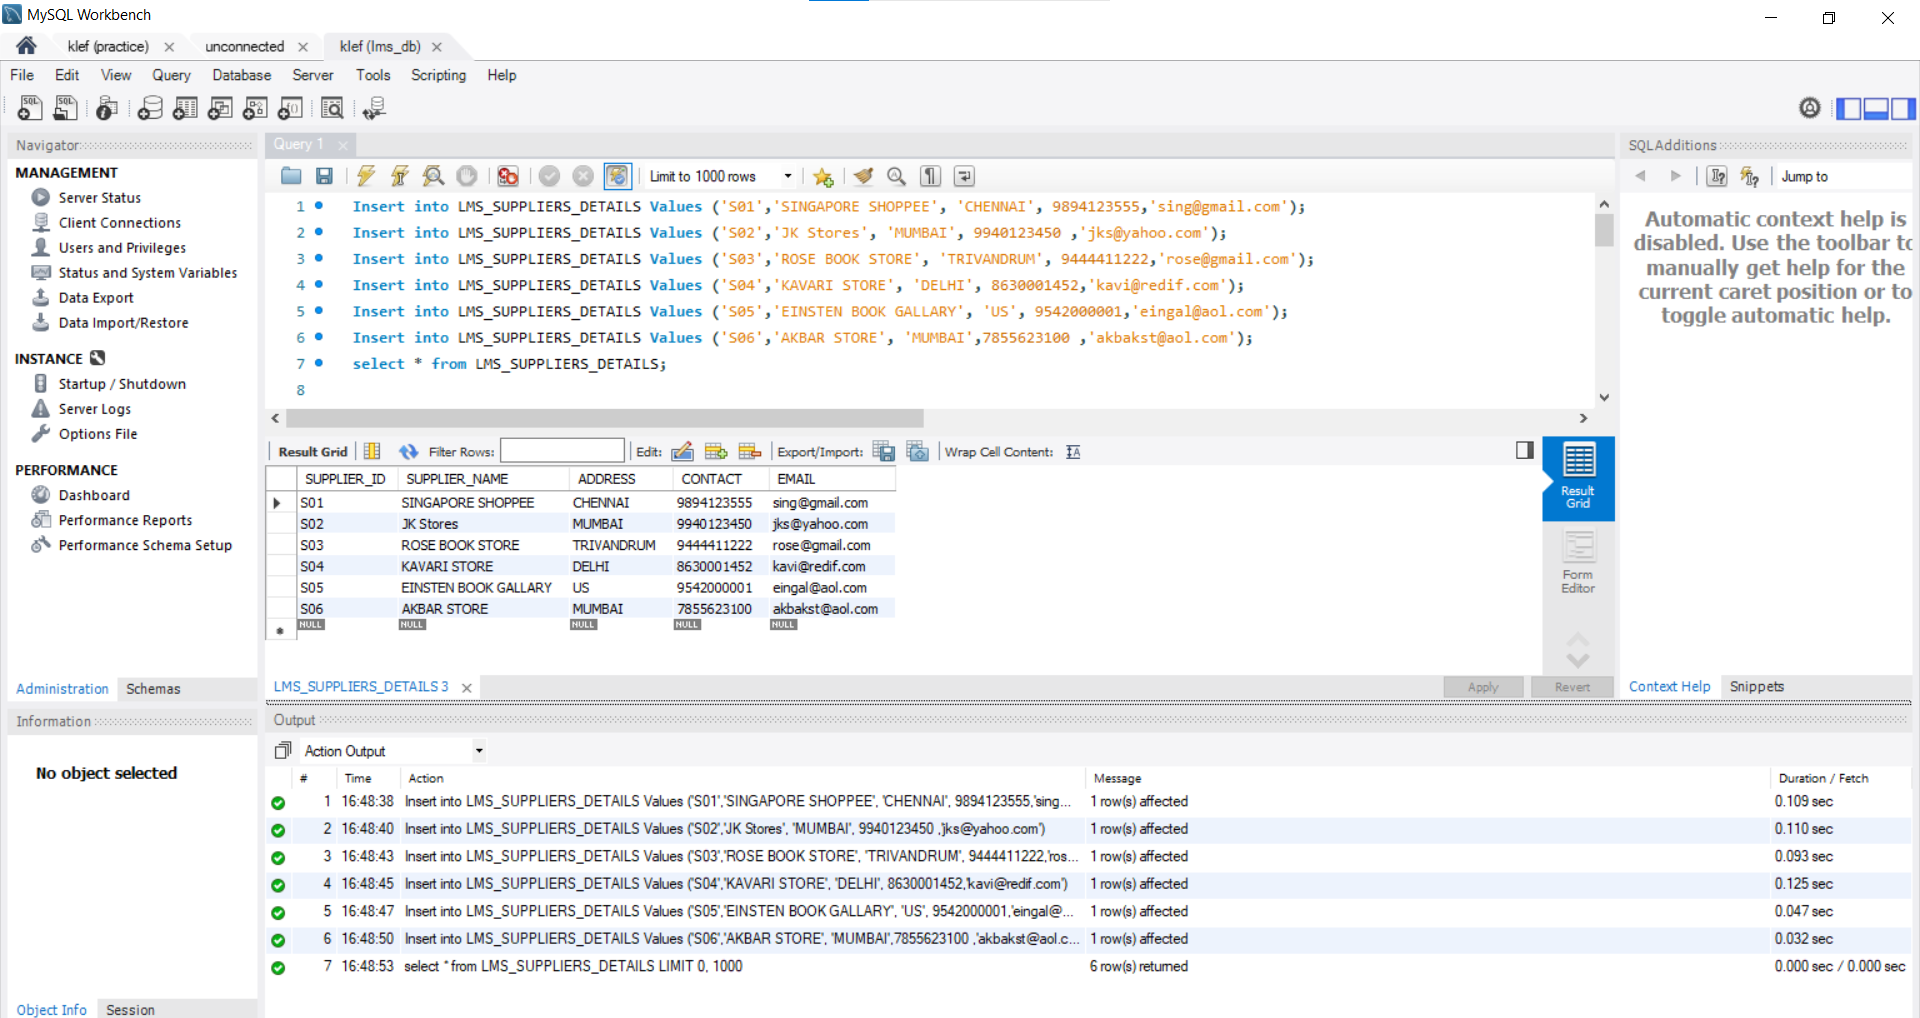 MySQL Workbench
klef (practice)
unconnected
klef (lms_db)
File Edit View Query Database Server Tools Scripting Help
Navigator
MANAGEMENT
Server Status
Client Connections
Users and Privileges
Status and System Variables
Data Export
Data Import/Restore
INSTANCE
Startup / Shutdown
Server Logs
Options File
PERFORMANCE
Dashboard
Performance Reports
Performance Schema Setup
Administration Schemas
Information
No object selected
Object Info Session
Query 1
Limit to 1000 rows
1 Insert into LMS_SUPPLIERS_DETAILS Values ('S01','SINGAPORE SHOPPEE', 'CHENNAI', 9894123555,'sing@gmail.com');
2 Insert into LMS_SUPPLIERS_DETAILS Values ('S02','JK Stores', 'MUMBAI', 9940123450 ,'jks@yahoo.com');
3 Insert into LMS_SUPPLIERS_DETAILS Values ('S03','ROSE BOOK STORE', 'TRIVANDRUM', 9444411222,'rose@gmail.com');
4 Insert into LMS_SUPPLIERS_DETAILS Values ('S04','KAVARI STORE', 'DELHI', 8630001452,'kavi@redif.com');
5 Insert into LMS_SUPPLIERS_DETAILS Values ('S05','EINSTEN BOOK GALLARY', 'US', 9542000001,'eingal@aol.com');
6 Insert into LMS_SUPPLIERS_DETAILS Values ('S06','AKBAR STORE', 'MUMBAI',7855623100 ,'akbakst@aol.com');
7 select * from LMS_SUPPLIERS_DETAILS;
8
Result Grid Filter Rows: Edit: Export/Import: Wrap Cell Content:
SUPPLIER_ID SUPPLIER_NAME ADDRESS CONTACT EMAIL
S01 SINGAPORE SHOPPEE CHENNAI 9894123555 sing@gmail.com
S02 JK Stores MUMBAI 9940123450 jks@yahoo.com
S03 ROSE BOOK STORE TRIVANDRUM 9444411222 rose@gmail.com
S04 KAVARI STORE DELHI 8630001452 kavi@redif.com
S05 EINSTEN BOOK GALLARY US 9542000001 eingal@aol.com
S06 AKBAR STORE MUMBAI 7855623100 akbakst@aol.com
NULL NULL NULL NULL NULL
Result
Grid
Form
Editor
LMS_SUPPLIERS_DETAILS 3
Apply Revert
SQLAdditions
Jump to
Automatic context help is
disabled. Use the toolbar to
manually get help for the
current caret position or to
toggle automatic help.
Context Help Snippets
Output
Action Output
# Time Action Message Duration / Fetch
1 16:48:38 Insert into LMS_SUPPLIERS_DETAILS Values ('S01','SINGAPORE SHOPPEE', 'CHENNAI', 9894123555,'sing... 1 row(s) affected 0.109 sec
2 16:48:40 Insert into LMS_SUPPLIERS_DETAILS Values ('S02','JK Stores', 'MUMBAI', 9940123450 ,'jks@yahoo.com') 1 row(s) affected 0.110 sec
3 16:48:43 Insert into LMS_SUPPLIERS_DETAILS Values ('S03','ROSE BOOK STORE', 'TRIVANDRUM', 9444411222,'ros... 1 row(s) affected 0.093 sec
4 16:48:45 Insert into LMS_SUPPLIERS_DETAILS Values ('S04','KAVARI STORE', 'DELHI', 8630001452,'kavi@redif.com') 1 row(s) affected 0.125 sec
5 16:48:47 Insert into LMS_SUPPLIERS_DETAILS Values ('S05','EINSTEN BOOK GALLARY', 'US', 9542000001,'eingal@... 1 row(s) affected 0.047 sec
6 16:48:50 Insert into LMS_SUPPLIERS_DETAILS Values ('S06','AKBAR STORE', 'MUMBAI',7855623100 ,'akbakst@aol.c... 1 row(s) affected 0.032 sec
7 16:48:53 select * from LMS_SUPPLIERS_DETAILS LIMIT 0, 1000 6 row(s) returned 0.000 sec / 0.000 sec